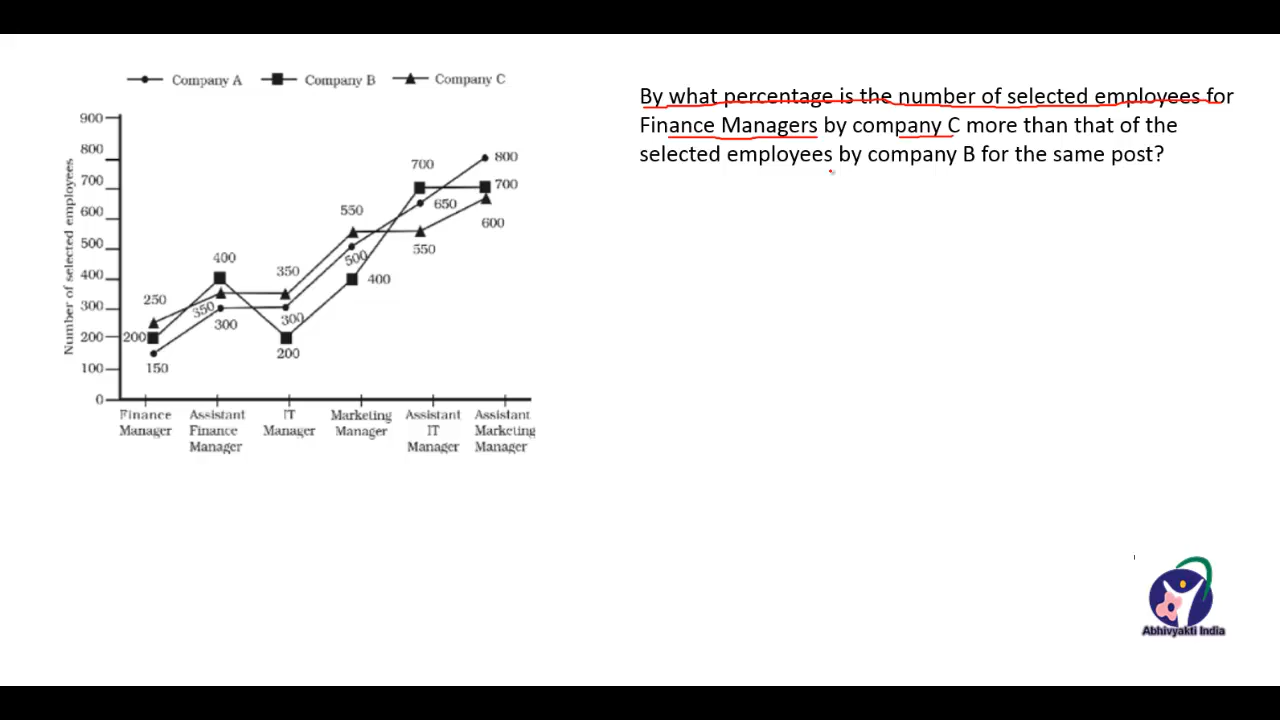 Company A Company B Company C
By what percentage is the number of selected employees for
Finance Managers by company C more than that of the
selected employees by company B for the same post?
Number of selected employees
900
800
700
600
500
400
300
200
100
0
250
200
150
400
350
300
350
300
200
550
500
400
700
650
550
800
700
600
Finance
Manager
Assistant
Finance
Manager
IT
Manager
Marketing
Manager
Assistant
IT
Manager
Assistant
Marketing
Manager
Abhivyakti India